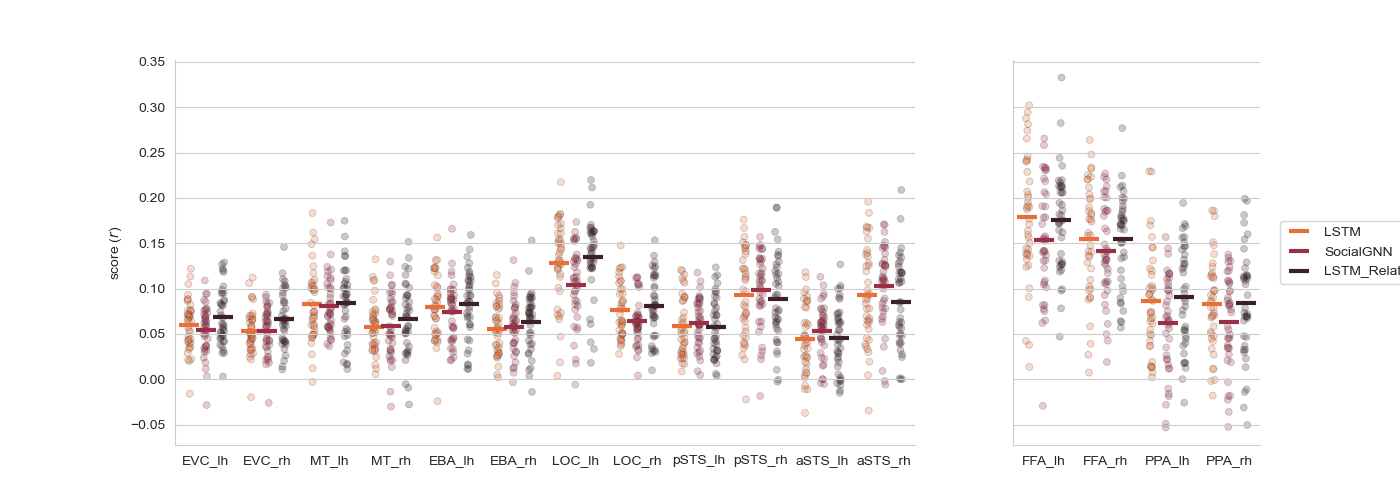 0.35
0.30
0.25
0.20
0.15
0.10
0.05
0.00
−0.05
score (r)
EVC_lh EVC_rh MT_lh MT_rh EBA_lh EBA_rh LOC_lh LOC_rh pSTS_lh pSTS_rh aSTS_lh aSTS_rh
FFA_lh FFA_rh PPA_lh PPA_rh
LSTM
SocialGNN
LSTM_Relat